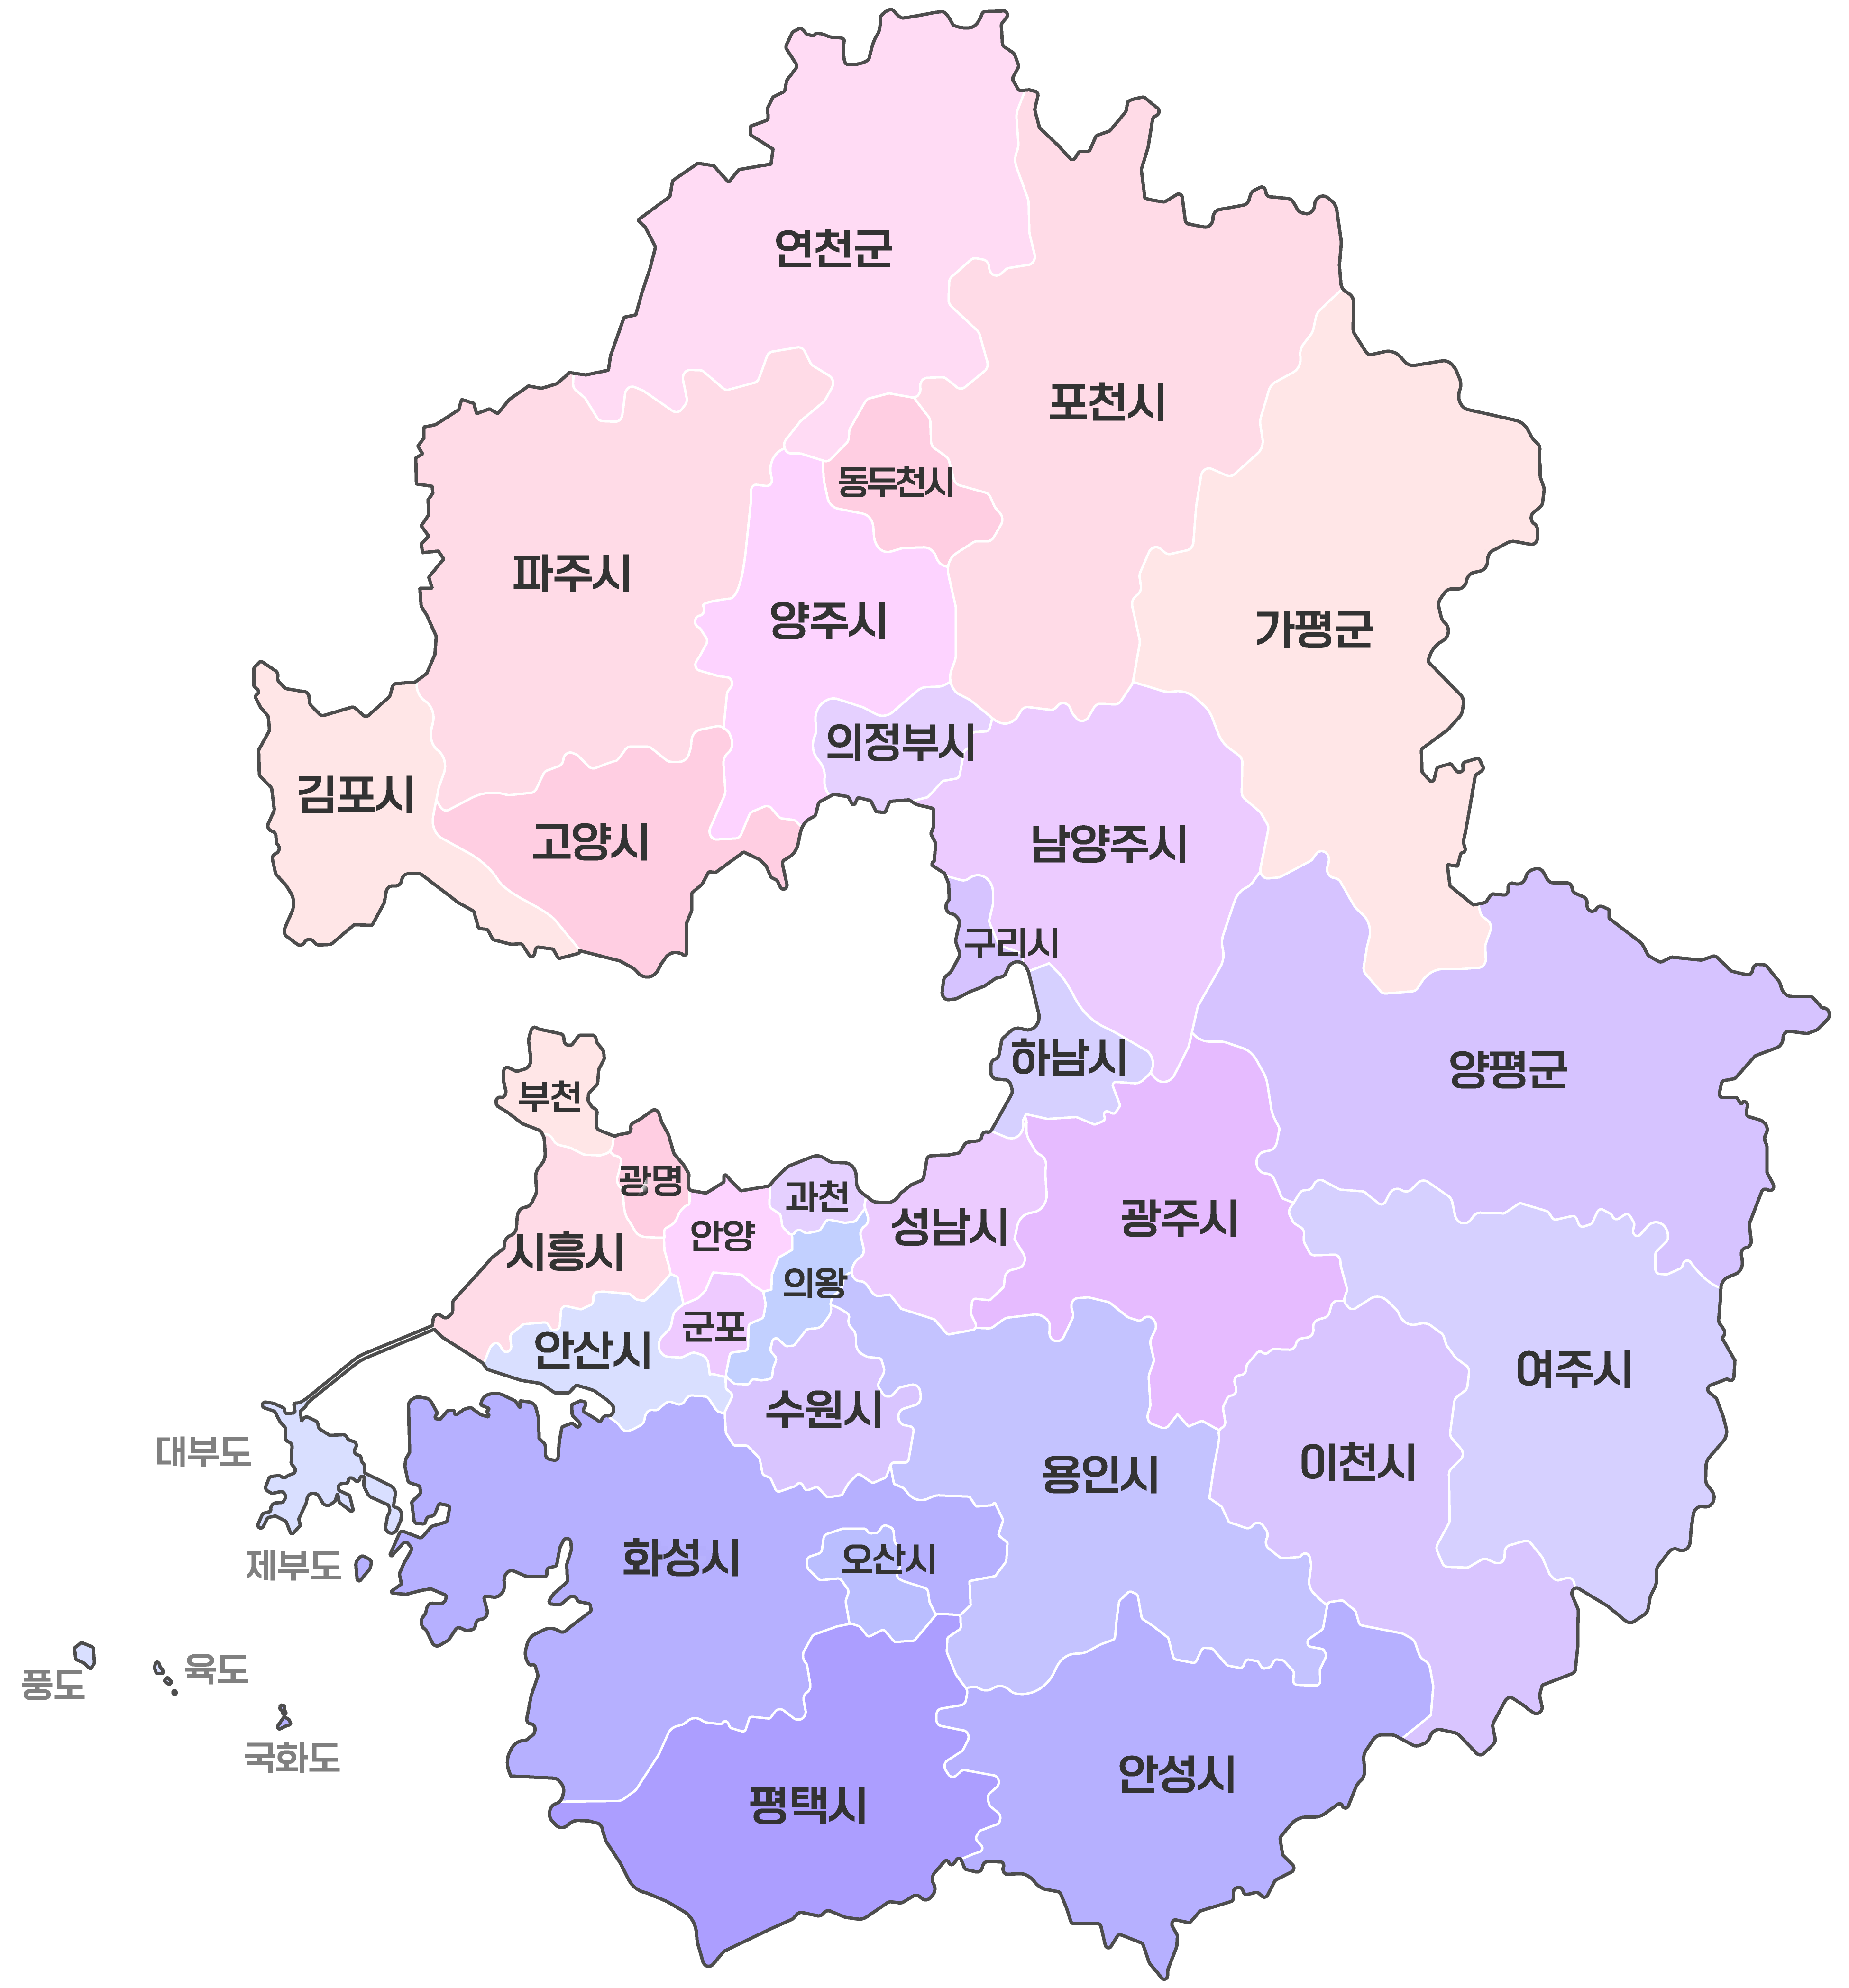 연천군
포천시
동두천시
파주시
양주시
가평군
의정부시
김포시
고양시
남양주시
구리시
하남시
양평군
부천
광명
과천
안양
성남시
광주시
시흥시
의왕
군포
안산시
여주시
수원시
대부도
이천시
용인시
제부도
화성시
오산시
풍도
육도
국화도
안성시
평택시